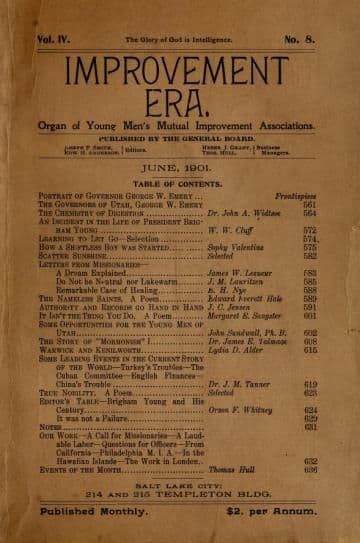 Vol. IV. The Glory of God is Intelligence. No. 8.
IMPROVEMENT
ERA.
Organ of Young Men's Mutual Improvement Associations.
PUBLISHED BY THE GENERAL BOARD.
JOSEPH F. SMITH, EDW. H. ANDERSON, } Editors. HEBER J. GRANT, THOS. HULL, } Business Managers.
JUNE, 1901.
TABLE OF CONTENTS.
PORTRAIT OF GOVERNOR GEORGE W. EMERY ... Frontispiece
THE GOVERNORS OF UTAH, GEORGE W. EMERY 561
THE CHEMISTRY OF DIGESTION Dr. John A. Widtsoe 564
AN INCIDENT IN THE LIFE OF PRESIDENT BRIG-
HAM YOUNG W. W. Cluff 572
LEARNING TO LET GO—Selection 574
HOW A SHIFTLESS BOY WAS STARTED Sophy Valentine 575
SCATTER SUNSHINE Selected 582
LETTERS FROM MISSIONARIES—
A Dream Explained James W. Lesueur 583
Do Not be Neutral nor Lukewarm J. M. Lauritzen 585
Remarkable Case of Healing E. H. Nye 588
THE NAMELESS SAINTS. A Poem Edward Everett Hale 589
AUTHORITY AND RECORDS GO HAND IN HAND J. C. Jensen 591
IT ISN'T THE THING YOU DO. A Poem Margaret E. Sangster 601
SOME OPPORTUNITIES FOR THE YOUNG MEN OF
UTAH John Sundwall, Ph. B. 602
THE STORY OF "MORMONISM" I Dr. James E. Talmage 608
WARWICK AND KENILWORTH Lydia D. Alder 615
SOME LEADING EVENTS IN THE CURRENT STORY
OF THE WORLD—Turkey's Troubles—The
Cuban Committee—English Finances—
China's Trouble Dr. J. M. Tanner 619
TRUE NOBILITY. A Poem Selected 623
EDITOR'S TABLE—Brigham Young and His
Century Orson F. Whitney 624
It was not a Failure 629
NOTES 631
OUR WORK—A Call for Missionaries—A Laud-
able Labor—Questions for Officers—From
California—Philadelphia M. I. A.—In the
Hawaiian Islands—The Work in London 632
EVENTS OF THE MONTH Thomas Hull 636
SALT LAKE CITY:
214 AND 215 TEMPLETON BLDG.
Published Monthly. $2. per Annum.